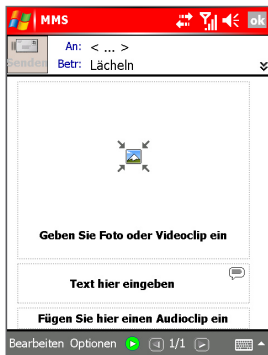 MMS ok
Senden An: < ... >
Betr: Lächeln
Geben Sie Foto oder Videoclip ein
Text hier eingeben
Fügen Sie hier einen Audioclip ein
Bearbeiten Optionen 1/1